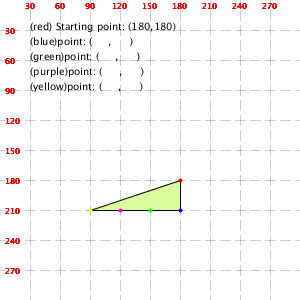 30 60 90 120 150 180 210 240 270
30
(red) Starting point: (180,180)
(blue)point: ( , )
60
(green)point: ( , )
(purple)point: ( , )
90
(yellow)point: ( , )
120
150
180
210
240
270